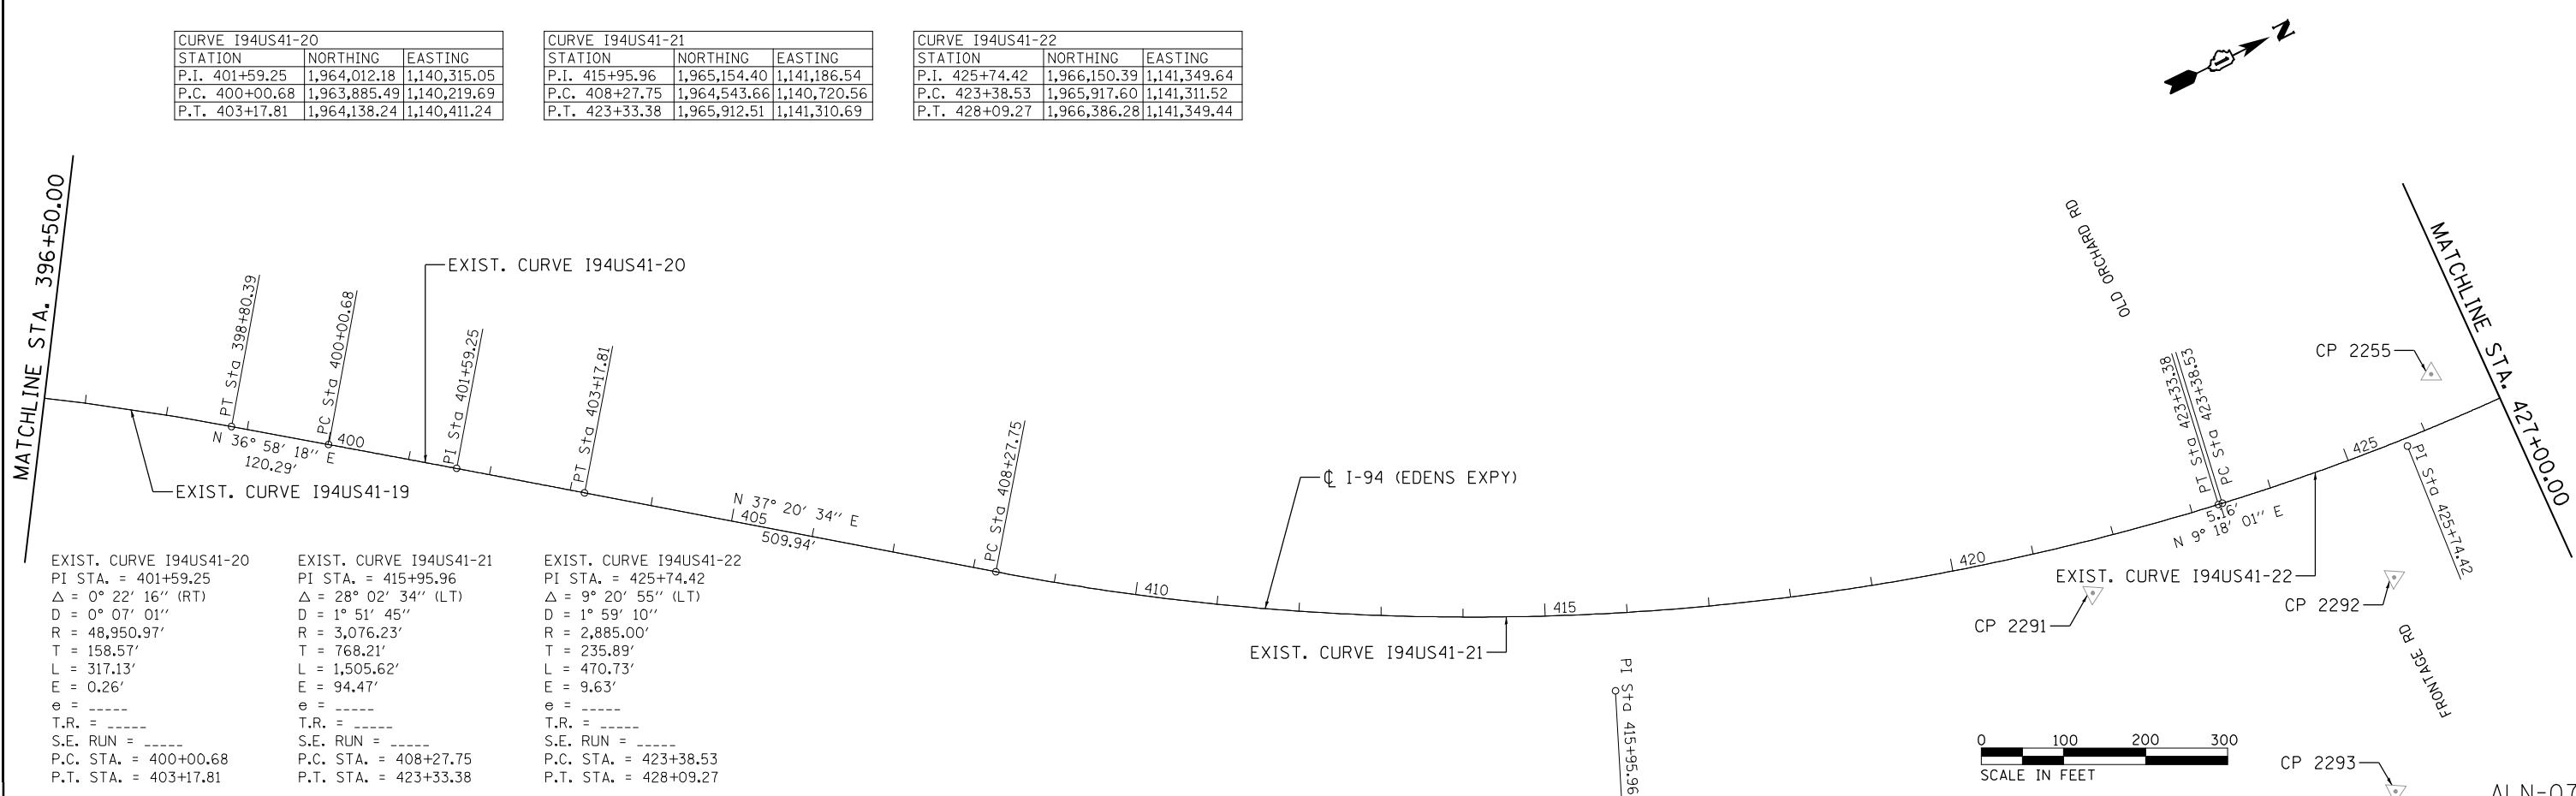 CURVE I94US41-20
STATION NORTHING EASTING
P.I. 401+59.25 1,964,012.18 1,140,315.05
P.C. 400+00.68 1,963,885.49 1,140,219.69
P.T. 403+17.81 1,964,138.24 1,140,411.24
CURVE I94US41-21
STATION NORTHING EASTING
P.I. 415+95.96 1,965,154.40 1,141,186.54
P.C. 408+27.75 1,964,543.66 1,140,720.56
P.T. 423+33.38 1,965,912.51 1,141,310.69
CURVE I94US41-22
STATION NORTHING EASTING
P.I. 425+74.42 1,966,150.39 1,141,349.64
P.C. 423+38.53 1,965,917.60 1,141,311.52
P.T. 428+09.27 1,966,386.28 1,141,349.44
N
MATCHLINE STA. 396+50.00
PT Sta 398+80.39
PC Sta 400+00.68
EXIST. CURVE I94US41-20
PI Sta 401+59.25
PT Sta 403+17.81
N 36° 58' 18'' E
120.29'
400
EXIST. CURVE I94US41-19
N 37° 20' 34'' E
405
509.94'
PC Sta 408+27.75
℄ I-94 (EDENS EXPY)
410
415
420
425
EXIST. CURVE I94US41-21
PI Sta 415+95.96
OLD ORCHARD RD
PT Sta 423+33.38
PC Sta 423+38.53
5.16'
N 9° 18' 01'' E
EXIST. CURVE I94US41-22
PI Sta 425+74.42
CP 2255
MATCHLINE STA. 427+00.00
CP 2291
CP 2292
FRONTAGE RD
CP 2293
EXIST. CURVE I94US41-20
PI STA. = 401+59.25
△ = 0° 22' 16'' (RT)
D = 0° 07' 01''
R = 48,950.97'
T = 158.57'
L = 317.13'
E = 0.26'
e = _____
T.R. = _____
S.E. RUN = _____
P.C. STA. = 400+00.68
P.T. STA. = 403+17.81
EXIST. CURVE I94US41-21
PI STA. = 415+95.96
△ = 28° 02' 34'' (LT)
D = 1° 51' 45''
R = 3,076.23'
T = 768.21'
L = 1,505.62'
E = 94.47'
e = _____
T.R. = _____
S.E. RUN = _____
P.C. STA. = 408+27.75
P.T. STA. = 423+33.38
EXIST. CURVE I94US41-22
PI STA. = 425+74.42
△ = 9° 20' 55'' (LT)
D = 1° 59' 10''
R = 2,885.00'
T = 235.89'
L = 470.73'
E = 9.63'
e = _____
T.R. = _____
S.E. RUN = _____
P.C. STA. = 423+38.53
P.T. STA. = 428+09.27
0 100 200 300
SCALE IN FEET
ALN-07